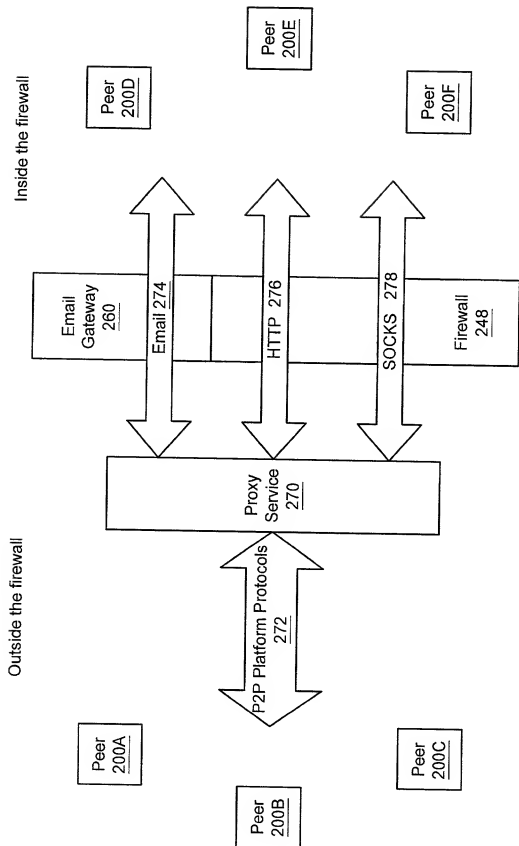 Outside the firewall
Inside the firewall
Peer
200A
Peer
200B
Peer
200C
P2P Platform Protocols
272
Proxy
Service
270
Email
Gateway
260
Email 274
HTTP 276
SOCKS 278
Firewall
248
Peer
200D
Peer
200E
Peer
200F